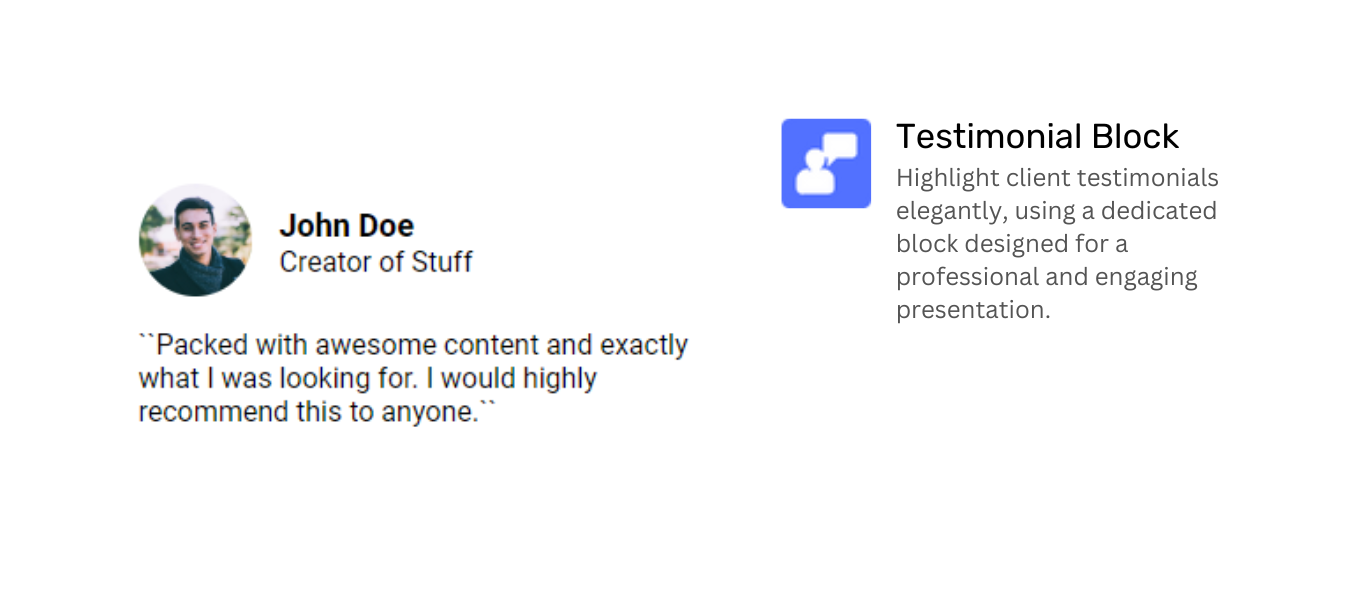 John Doe
Creator of Stuff
``Packed with awesome content and exactly
what I was looking for. I would highly
recommend this to anyone.``
Testimonial Block
Highlight client testimonials
elegantly, using a dedicated
block designed for a
professional and engaging
presentation.